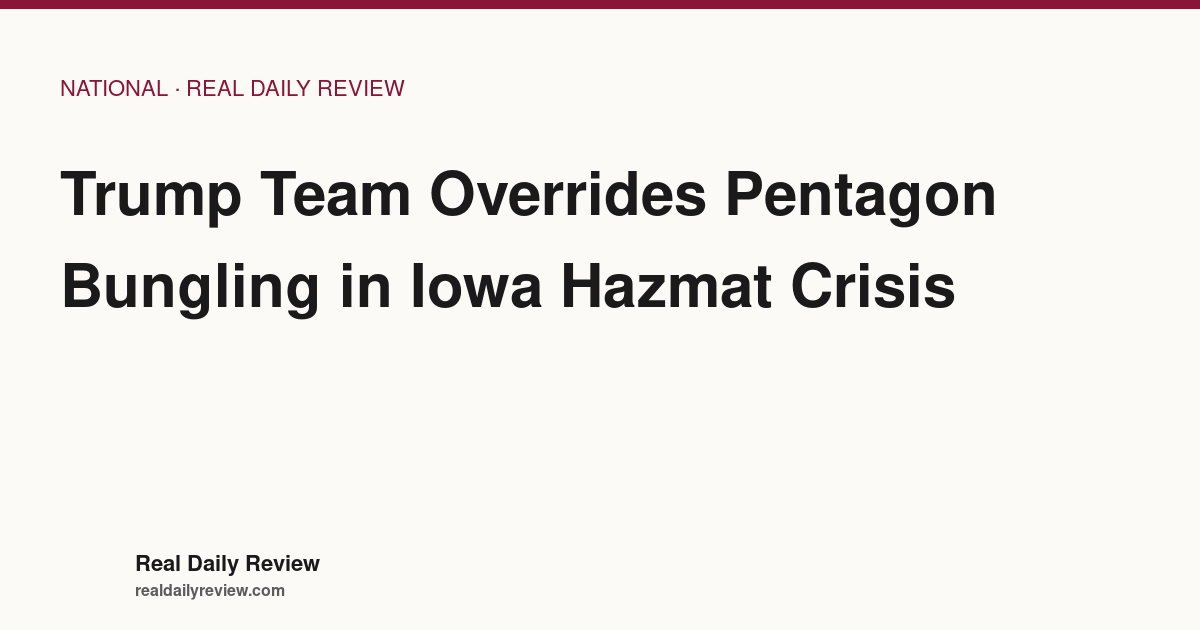 NATIONAL · REAL DAILY REVIEW
Trump Team Overrides Pentagon
Bungling in Iowa Hazmat Crisis
Real Daily Review
realdailyreview.com